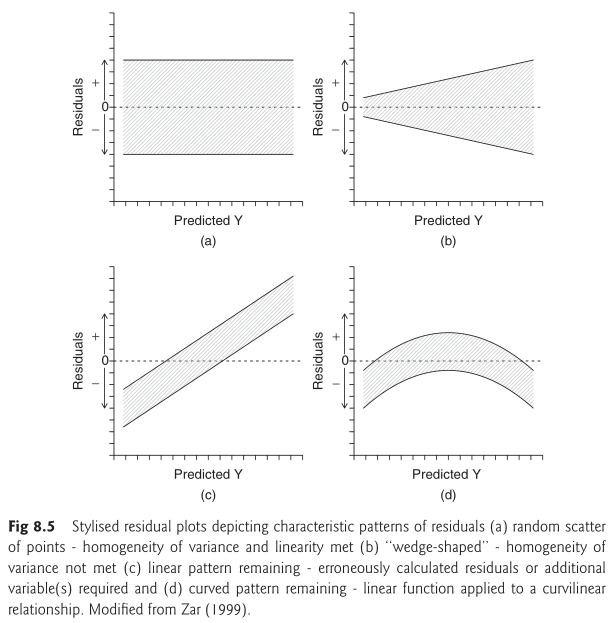 Residuals
+
0
−
Predicted Y
(a)
Residuals
+
0
−
Predicted Y
(b)
Residuals
+
0
−
Predicted Y
(c)
Residuals
+
0
−
Predicted Y
(d)
Fig 8.5 Stylised residual plots depicting characteristic patterns of residuals (a) random scatter
of points - homogeneity of variance and linearity met (b) “wedge-shaped” - homogeneity of
variance not met (c) linear pattern remaining - erroneously calculated residuals or additional
variable(s) required and (d) curved pattern remaining - linear function applied to a curvilinear
relationship. Modified from Zar (1999).